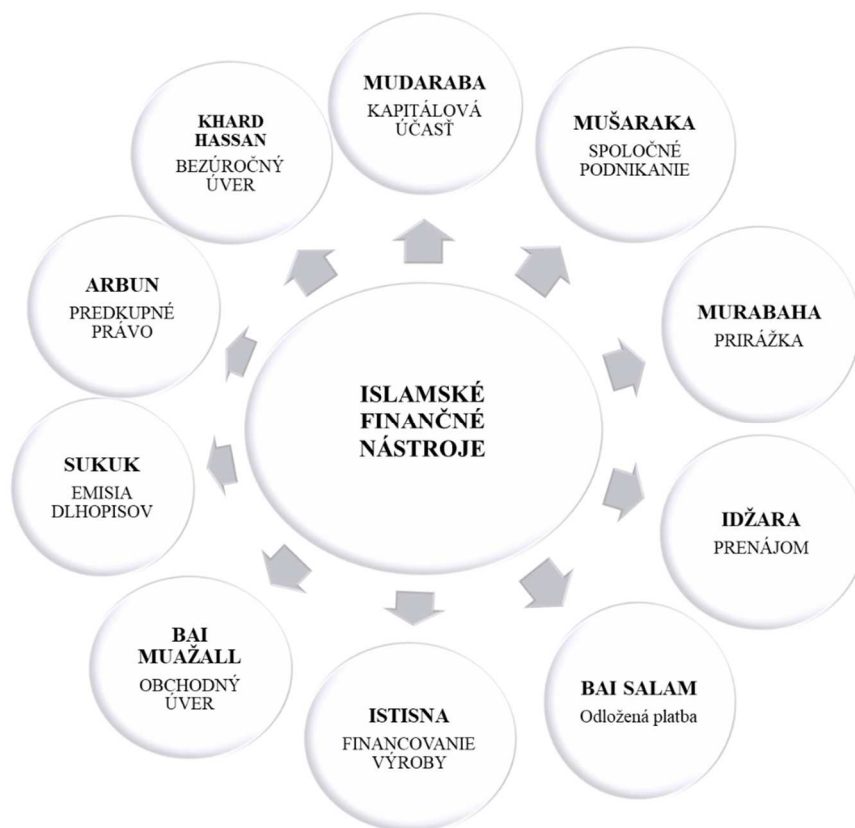 MUDARABA
KAPITÁLOVÁ
ÚČASŤ
MUŠARAKA
SPOLOČNÉ
PODNIKANIE
MURABAHA
PRIRÁŽKA
IDŽARA
PRENÁJOM
BAI SALAM
Odložená platba
ISTISNA
FINANCOVANIE
VÝROBY
BAI
MUAŽALL
OBCHODNÝ
ÚVER
SUKUK
EMISIA
DLHOPISOV
ARBUN
PREDKUPNÉ
PRÁVO
KHARD
HASSAN
BEZÚROČNÝ
ÚVER
ISLAMSKÉ
FINANČNÉ
NÁSTROJE